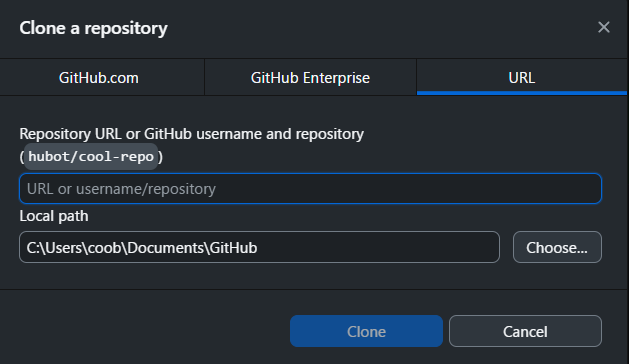 Clone a repository
GitHub.com
GitHub Enterprise
URL
Repository URL or GitHub username and repository
(hubot/cool-repo)
URL or username/repository
Local path
C:\Users\coob\Documents\GitHub
Choose...
Clone
Cancel